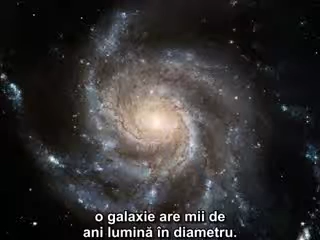 o galaxie are mii de
ani lumină în diametru.